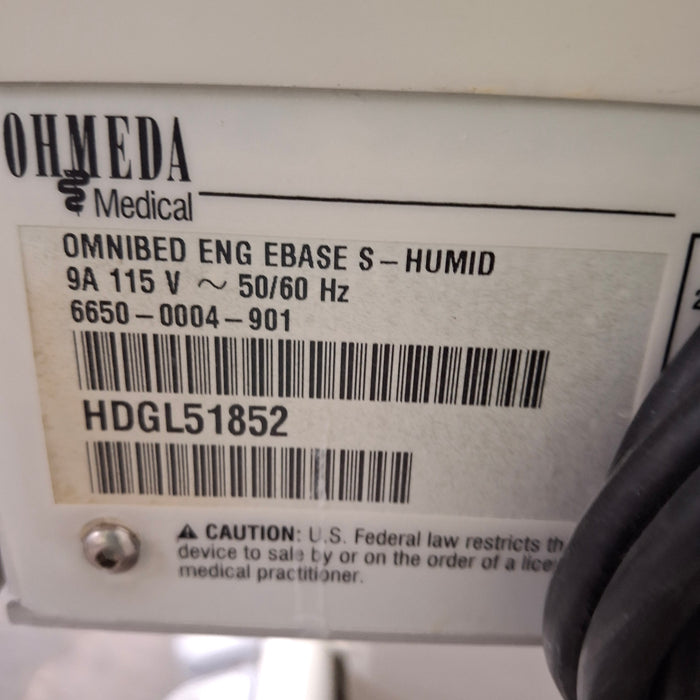 OHMEDA
Medical
OMNIBED ENG EBASE S-HUMID
9A 115 V ~ 50/60 Hz
6650-0004-901
HDGL51852
⚠ CAUTION: U.S. Federal law restricts th
device to sale by or on the order of a lice
medical practitioner.
2